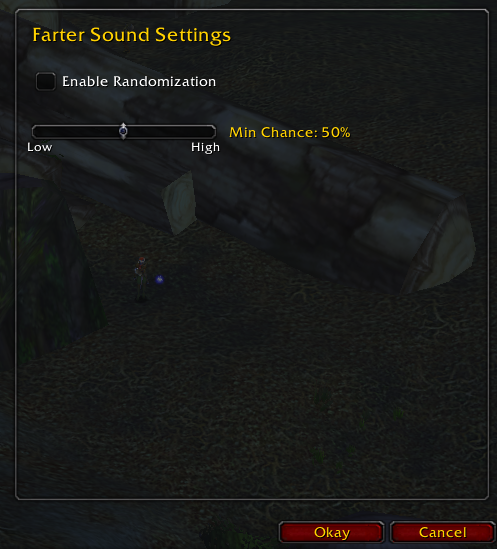 Farter Sound Settings
Enable Randomization
Min Chance: 50%
Low High
Okay Cancel